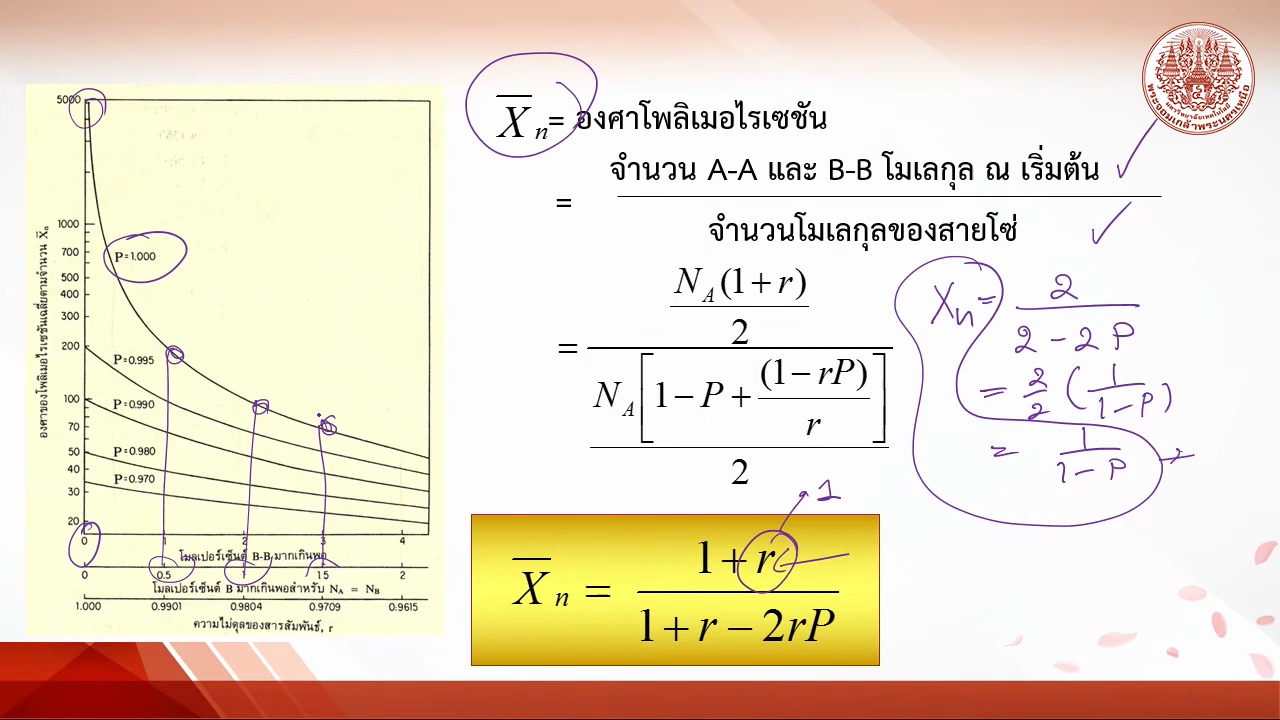 X̄n = องศาโพลิเมอไรเซชัน
จำนวน A-A และ B-B โมเลกุล ณ เริ่มต้น
=
จำนวนโมเลกุลของสายโซ่
N_A(1 + r)
2
=
N_A[1 − P + (1 − rP)/r]
2
X̄n = (1 + r)/(1 + r − 2rP)
1
Xn = 2/(2 − 2P)
= 2/2 (1/(1−P))
= 1/(1−P)
องศาของโพลิเมอไรเซชันเฉลี่ยตามจำนวน X̄n
5000
1000
700
500
400
300
200
100
50
40
30
20
P=1.000
P=0.995
P=0.990
P=0.980
P=0.970
0 1 2 3 4
โมลเปอร์เซ็นต์ B-B มากเกินพอ
0 0.5 1 1.5 2
โมลเปอร์เซ็นต์ B มากเกินพอสำหรับ NA = NB
1.000 0.9901 0.9804 0.9709 0.9615
ความไม่ดุลของสารสัมพันธ์, r